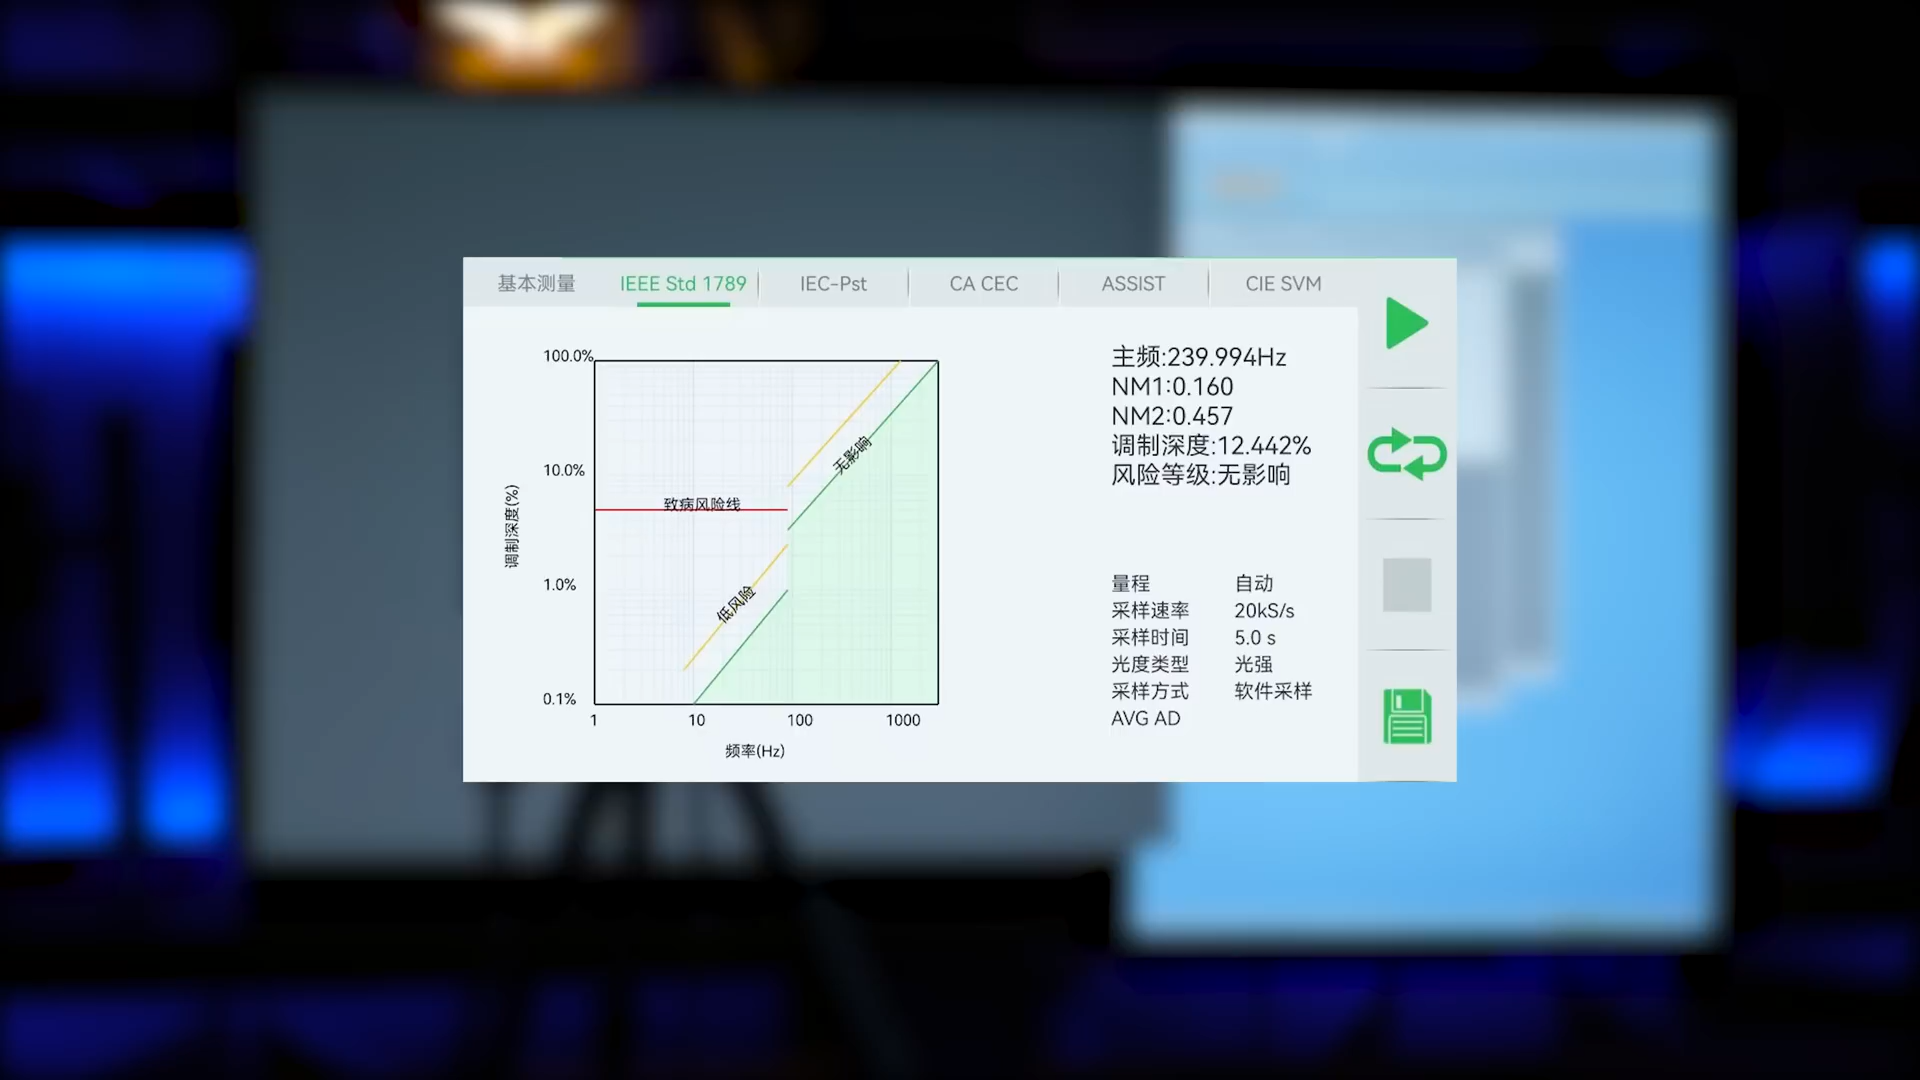 基本测量
IEEE Std 1789
IEC-Pst
CA CEC
ASSIST
CIE SVM
100.0%
10.0%
1.0%
0.1%
调制深度(%)
致病风险线
无影响
低风险
1
10
100
1000
频率(Hz)
主频:239.994Hz
NM1:0.160
NM2:0.457
调制深度:12.442%
风险等级:无影响
量程 自动
采样速率 20kS/s
采样时间 5.0 s
光度类型 光强
采样方式 软件采样
AVG AD